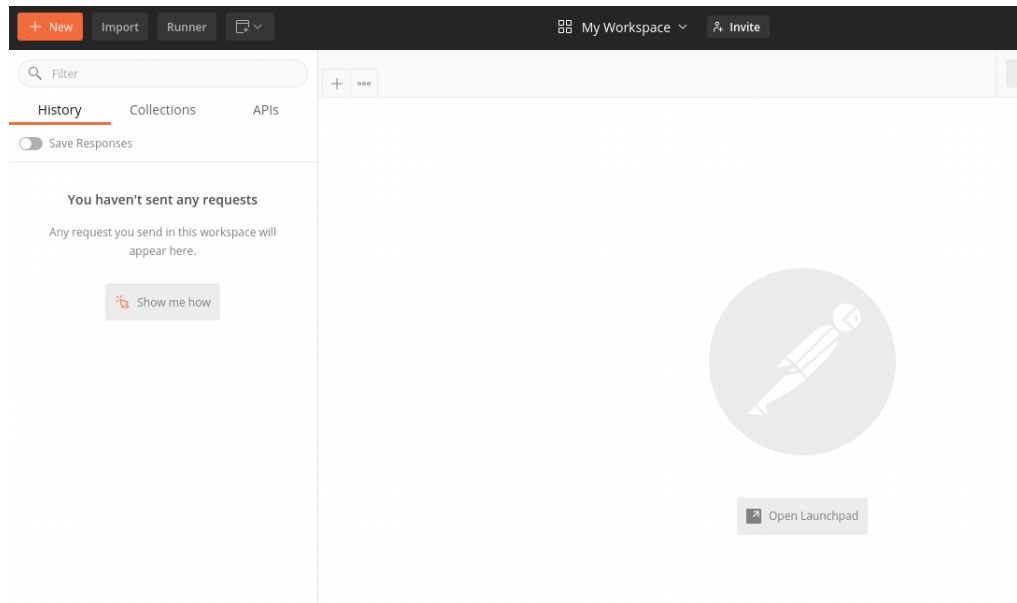 New
Import
Runner
My Workspace
Invite
Filter
History
Collections
APIs
Save Responses
You haven't sent any requests
Any request you send in this workspace will
appear here.
Show me how
Open Launchpad